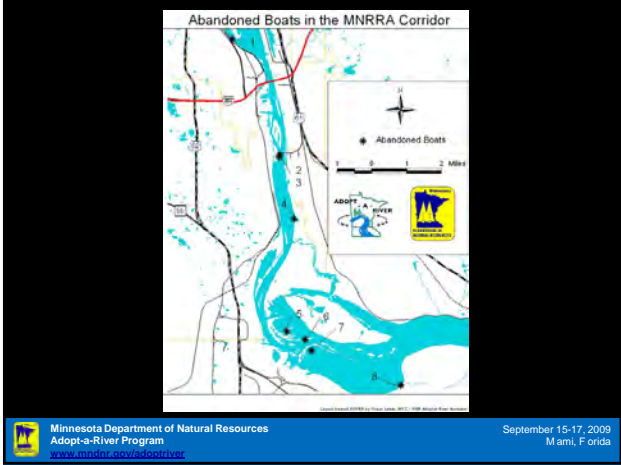 Abandoned Boats in the MNRRA Corridor
N
Abandoned Boats
1 0 1 2 Miles
ADOPT
A
RIVER
Minnesota
1
61
2
3
4
5
6
7
8
Minnesota Department of Natural Resources
Adopt-a-River Program
www.mndnr.gov/adoptriver
September 15-17, 2009
M ami, F orida